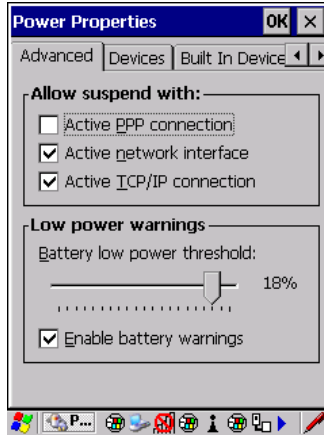 Power Properties OK ×
Advanced Devices Built In Device
Allow suspend with:
Active PPP connection
Active network interface
Active TCP/IP connection
Low power warnings
Battery low power threshold:
18%
Enable battery warnings
P...